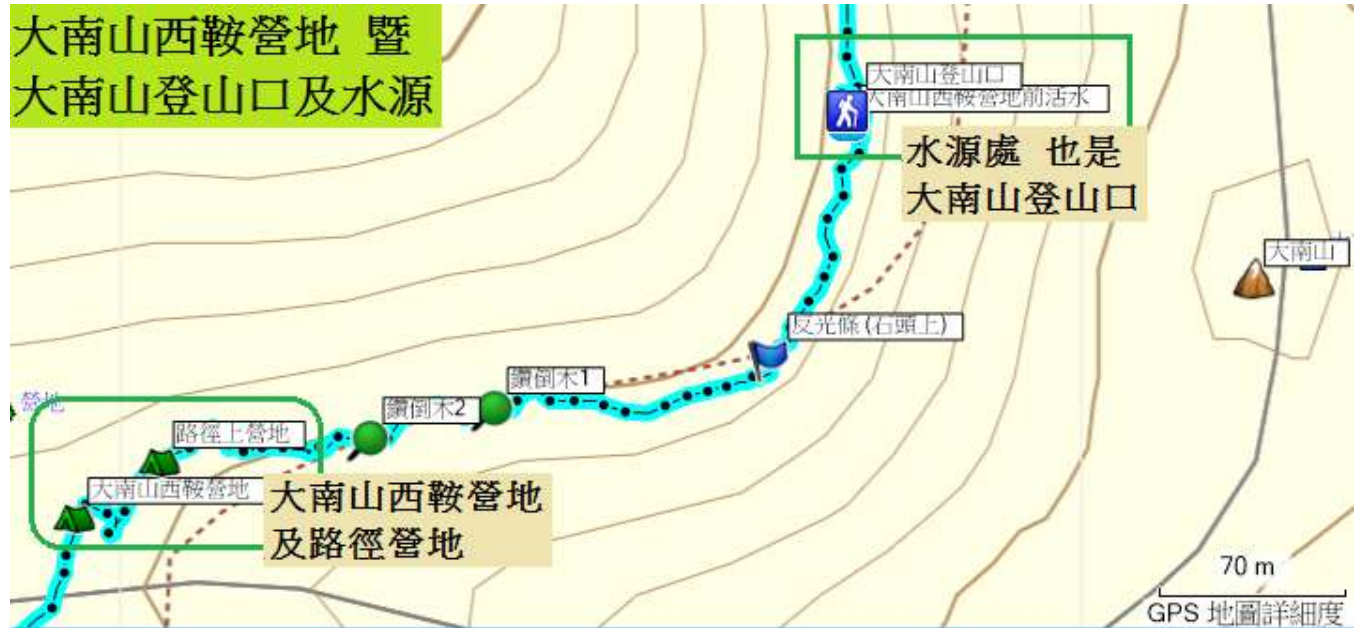 大南山西鞍營地 暨
大南山登山口及水源
大南山登山口
大南山西鞍營地前活水
水源處 也是
大南山登山口
大南山
反光條 (石頭上)
鑽倒木1
鑽倒木2
營地
路徑上營地
大南山西鞍營地
大南山西鞍營地
及路徑營地
70 m
GPS 地圖詳細度